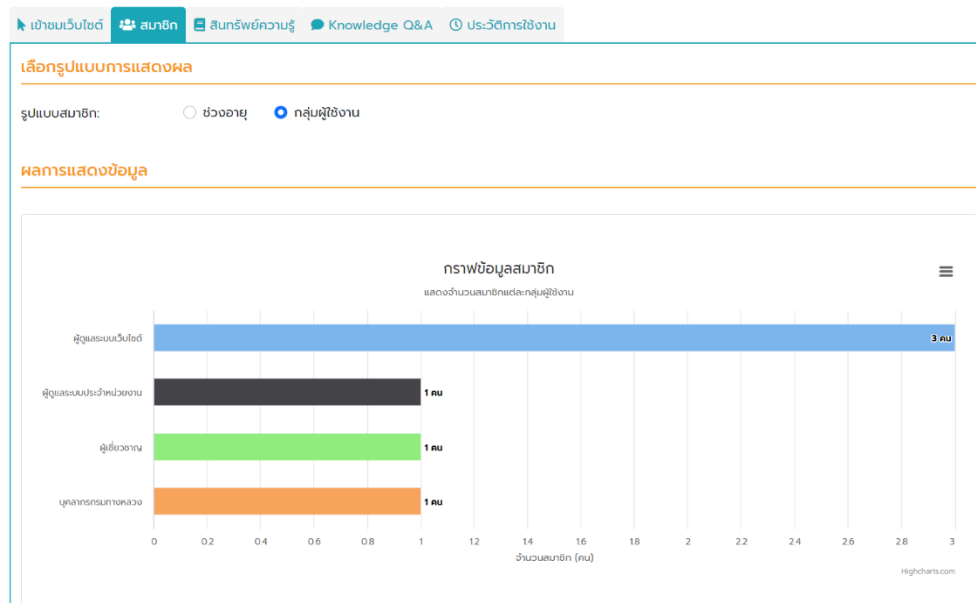 เข้าชมเว็บไซต์ สมาชิก สินทรัพย์ความรู้ Knowledge Q&A ประวัติการใช้งาน
เลือกรูปแบบการแสดงผล
รูปแบบสมาชิก: ช่วงอายุ กลุ่มผู้ใช้งาน
ผลการแสดงข้อมูล
กราฟข้อมูลสมาชิก
แสดงจำนวนสมาชิกแต่ละกลุ่มผู้ใช้งาน
ผู้ดูแลระบบเว็บไซต์ 3 คน
ผู้ดูแลระบบประจำหน่วยงาน 1 คน
ผู้เชี่ยวชาญ 1 คน
บุคลากรกรมทางหลวง 1 คน
0 0.2 0.4 0.6 0.8 1 1.2 1.4 1.6 1.8 2 2.2 2.4 2.6 2.8 3
จำนวนสมาชิก (คน)
Highcharts.com